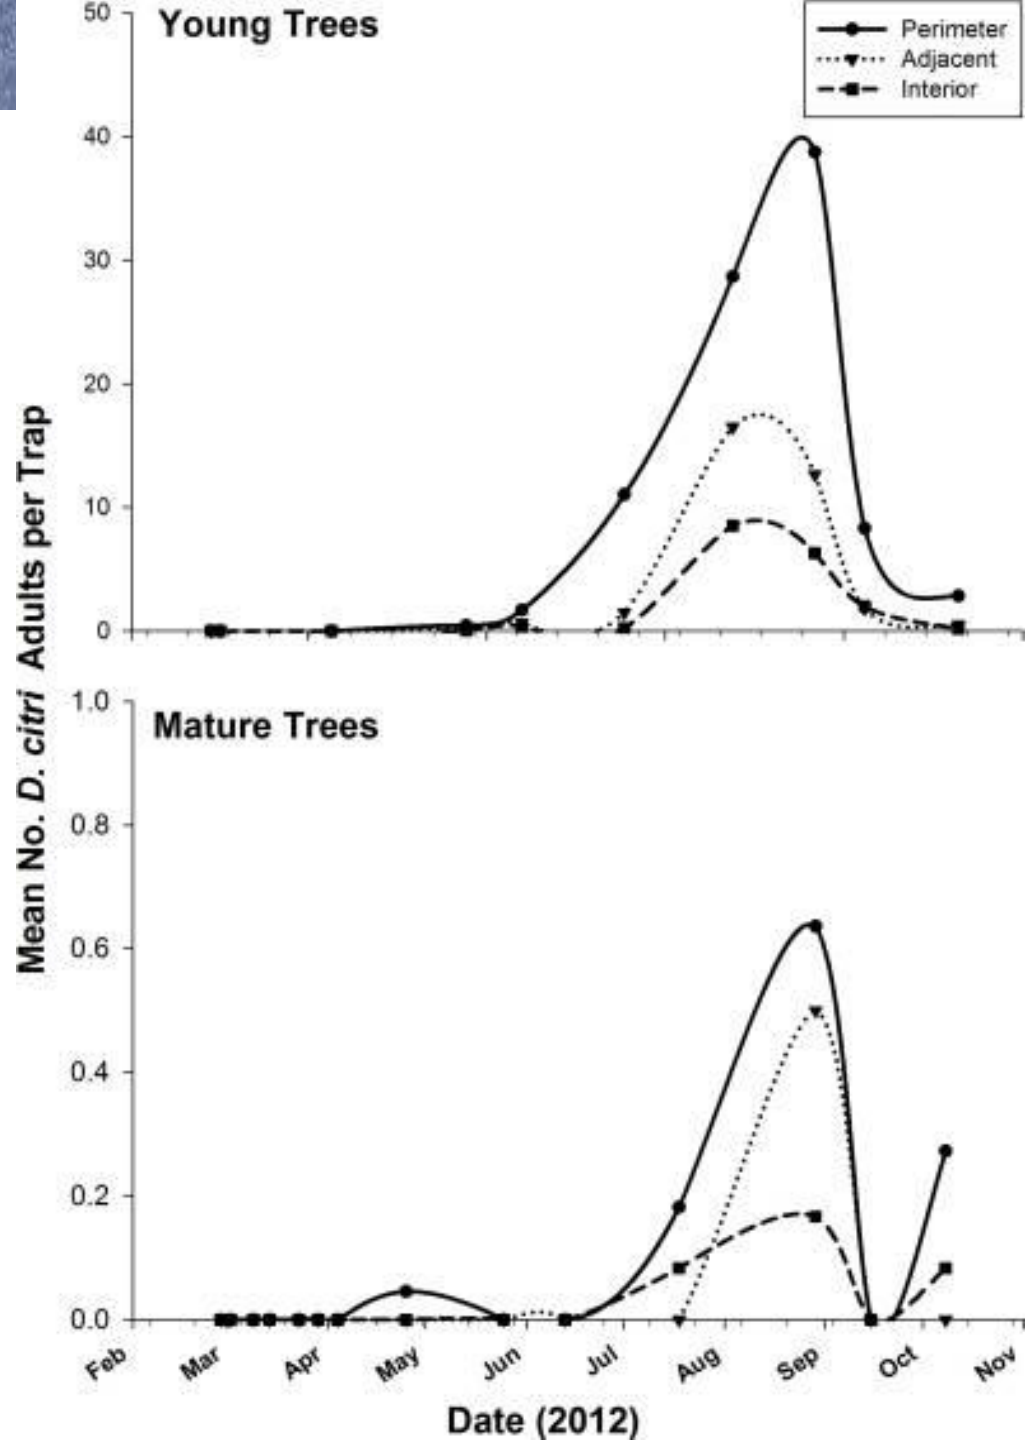 Young Trees
Perimeter
Adjacent
Interior
50
40
30
20
10
0
Mean No. D. citri Adults per Trap
Mature Trees
1.0
0.8
0.6
0.4
0.2
0.0
Feb
Mar
Apr
May
Jun
Jul
Aug
Sep
Oct
Nov
Date (2012)